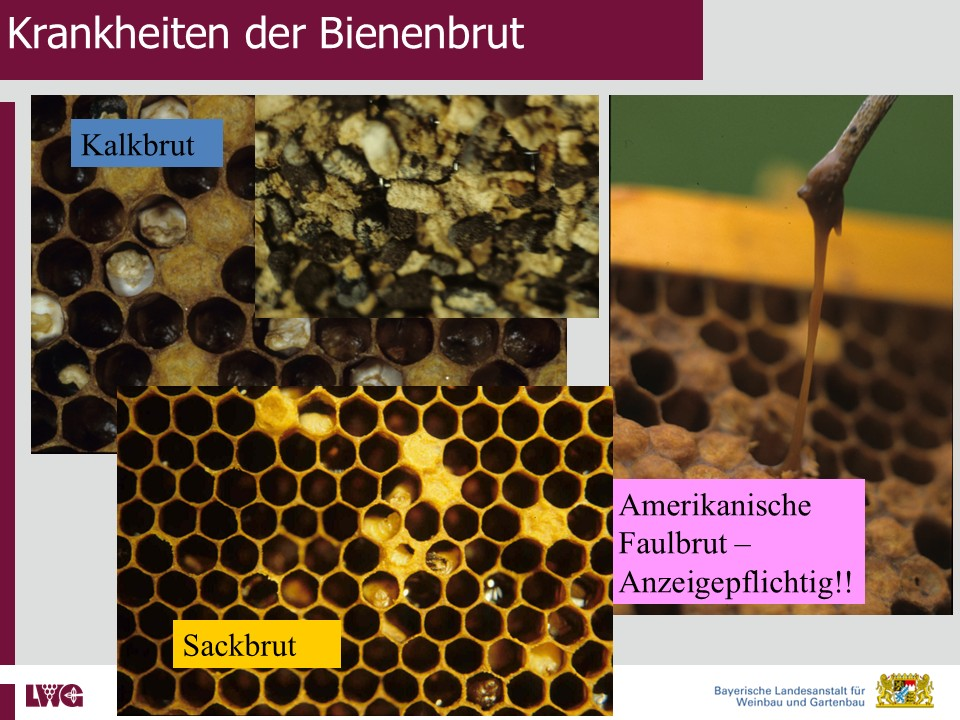 Krankheiten der Bienenbrut
Kalkbrut
Amerikanische
Faulbrut –
Anzeigepflichtig!!
Sackbrut
LWG
Bayerische Landesanstalt für
Weinbau und Gartenbau